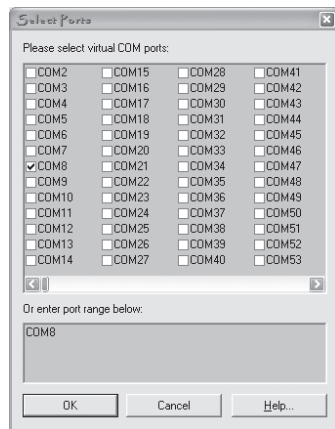 Select Ports
Please select virtual COM ports:
COM2 COM15 COM28 COM41
COM3 COM16 COM29 COM42
COM4 COM17 COM30 COM43
COM5 COM18 COM31 COM44
COM6 COM19 COM32 COM45
COM7 COM20 COM33 COM46
COM8 COM21 COM34 COM47
COM9 COM22 COM35 COM48
COM10 COM23 COM36 COM49
COM11 COM24 COM37 COM50
COM12 COM25 COM38 COM51
COM13 COM26 COM39 COM52
COM14 COM27 COM40 COM53
Or enter port range below:
COM8
OK Cancel Help...